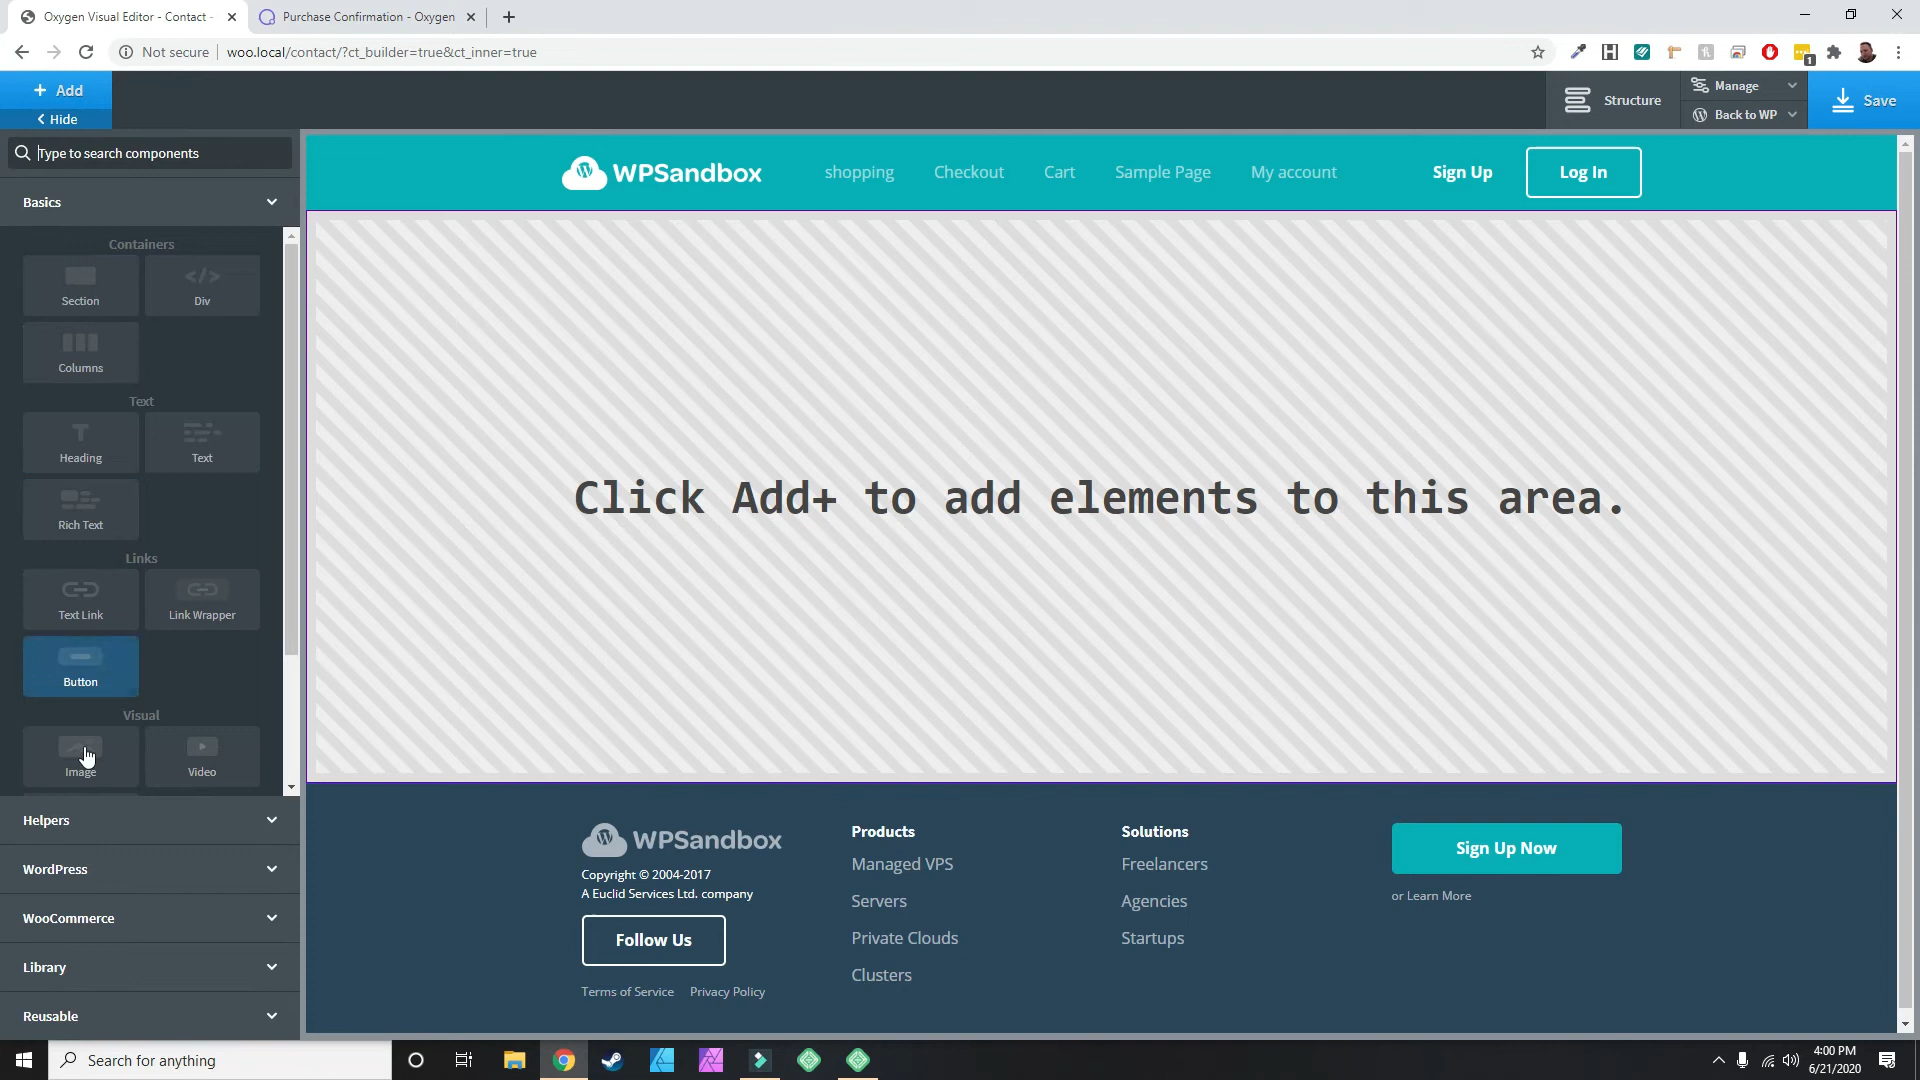 Oxygen Visual Editor - Contact -
Purchase Confirmation - Oxygen
Not secure
woo.local/contact/?ct_builder=true&ct_inner=true
1
+ Add
Hide
Structure
Manage
Back to WP
Save
Type to search components
Basics
Containers
Section
Div
Columns
Text
Heading
Text
Rich Text
Links
Text Link
Link Wrapper
Button
Visual
Image
Video
Helpers
WordPress
WooCommerce
Library
Reusable
WPSandbox
shopping
Checkout
Cart
Sample Page
My account
Sign Up
Log In
Click Add+ to add elements to this area.
WPSandbox
Copyright © 2004-2017
A Euclid Services Ltd. company
Follow Us
Terms of Service
Privacy Policy
Products
Managed VPS
Servers
Private Clouds
Clusters
Solutions
Freelancers
Agencies
Startups
Sign Up Now
or Learn More
Search for anything
4:00 PM
6/21/2020